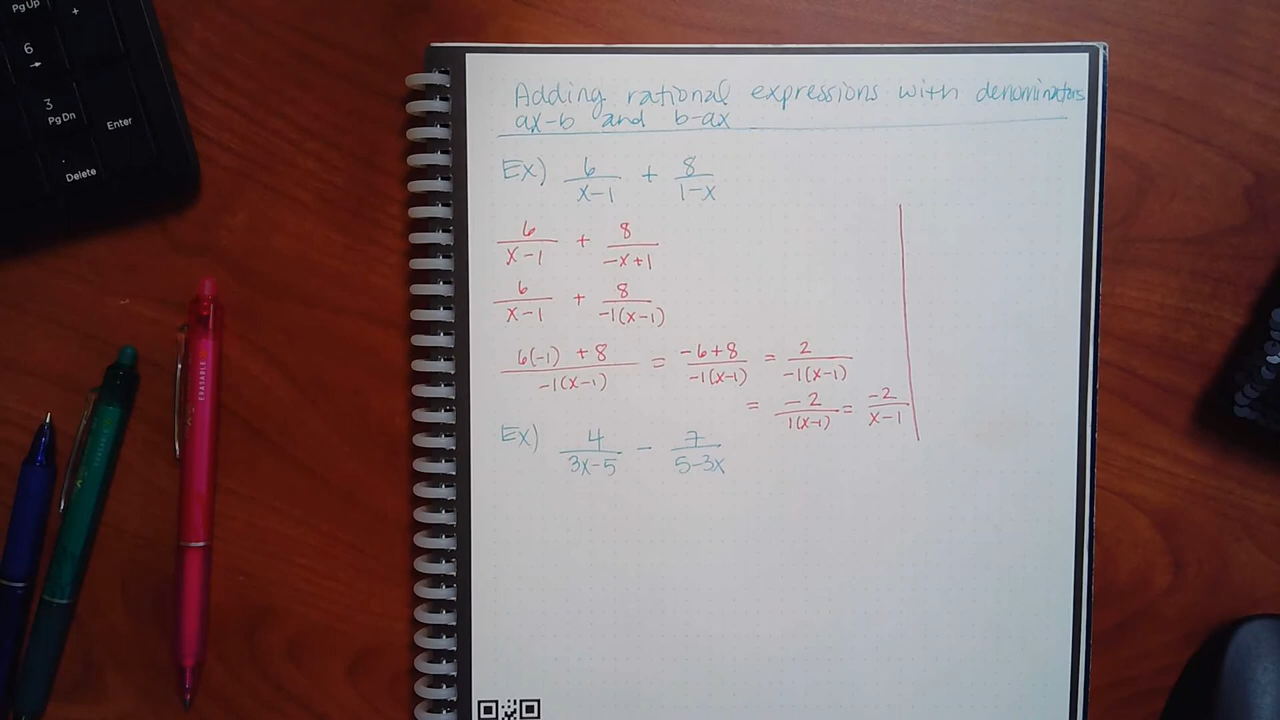 PgUp
+
6
3
PgDn
Enter
.
Delete
ERASABLE
Adding rational expressions with denominators
ax-b and b-ax
Ex) 6/(x-1) + 8/(1-x)
6/(x-1) + 8/(-x+1)
6/(x-1) + 8/(-1(x-1))
(6(-1) +8)/(-1(x-1)) = (-6+8)/(-1(x-1)) = 2/(-1(x-1))
= -2/(1(x-1)) = -2/(x-1)
Ex) 4/(3x-5) - 7/(5-3x)